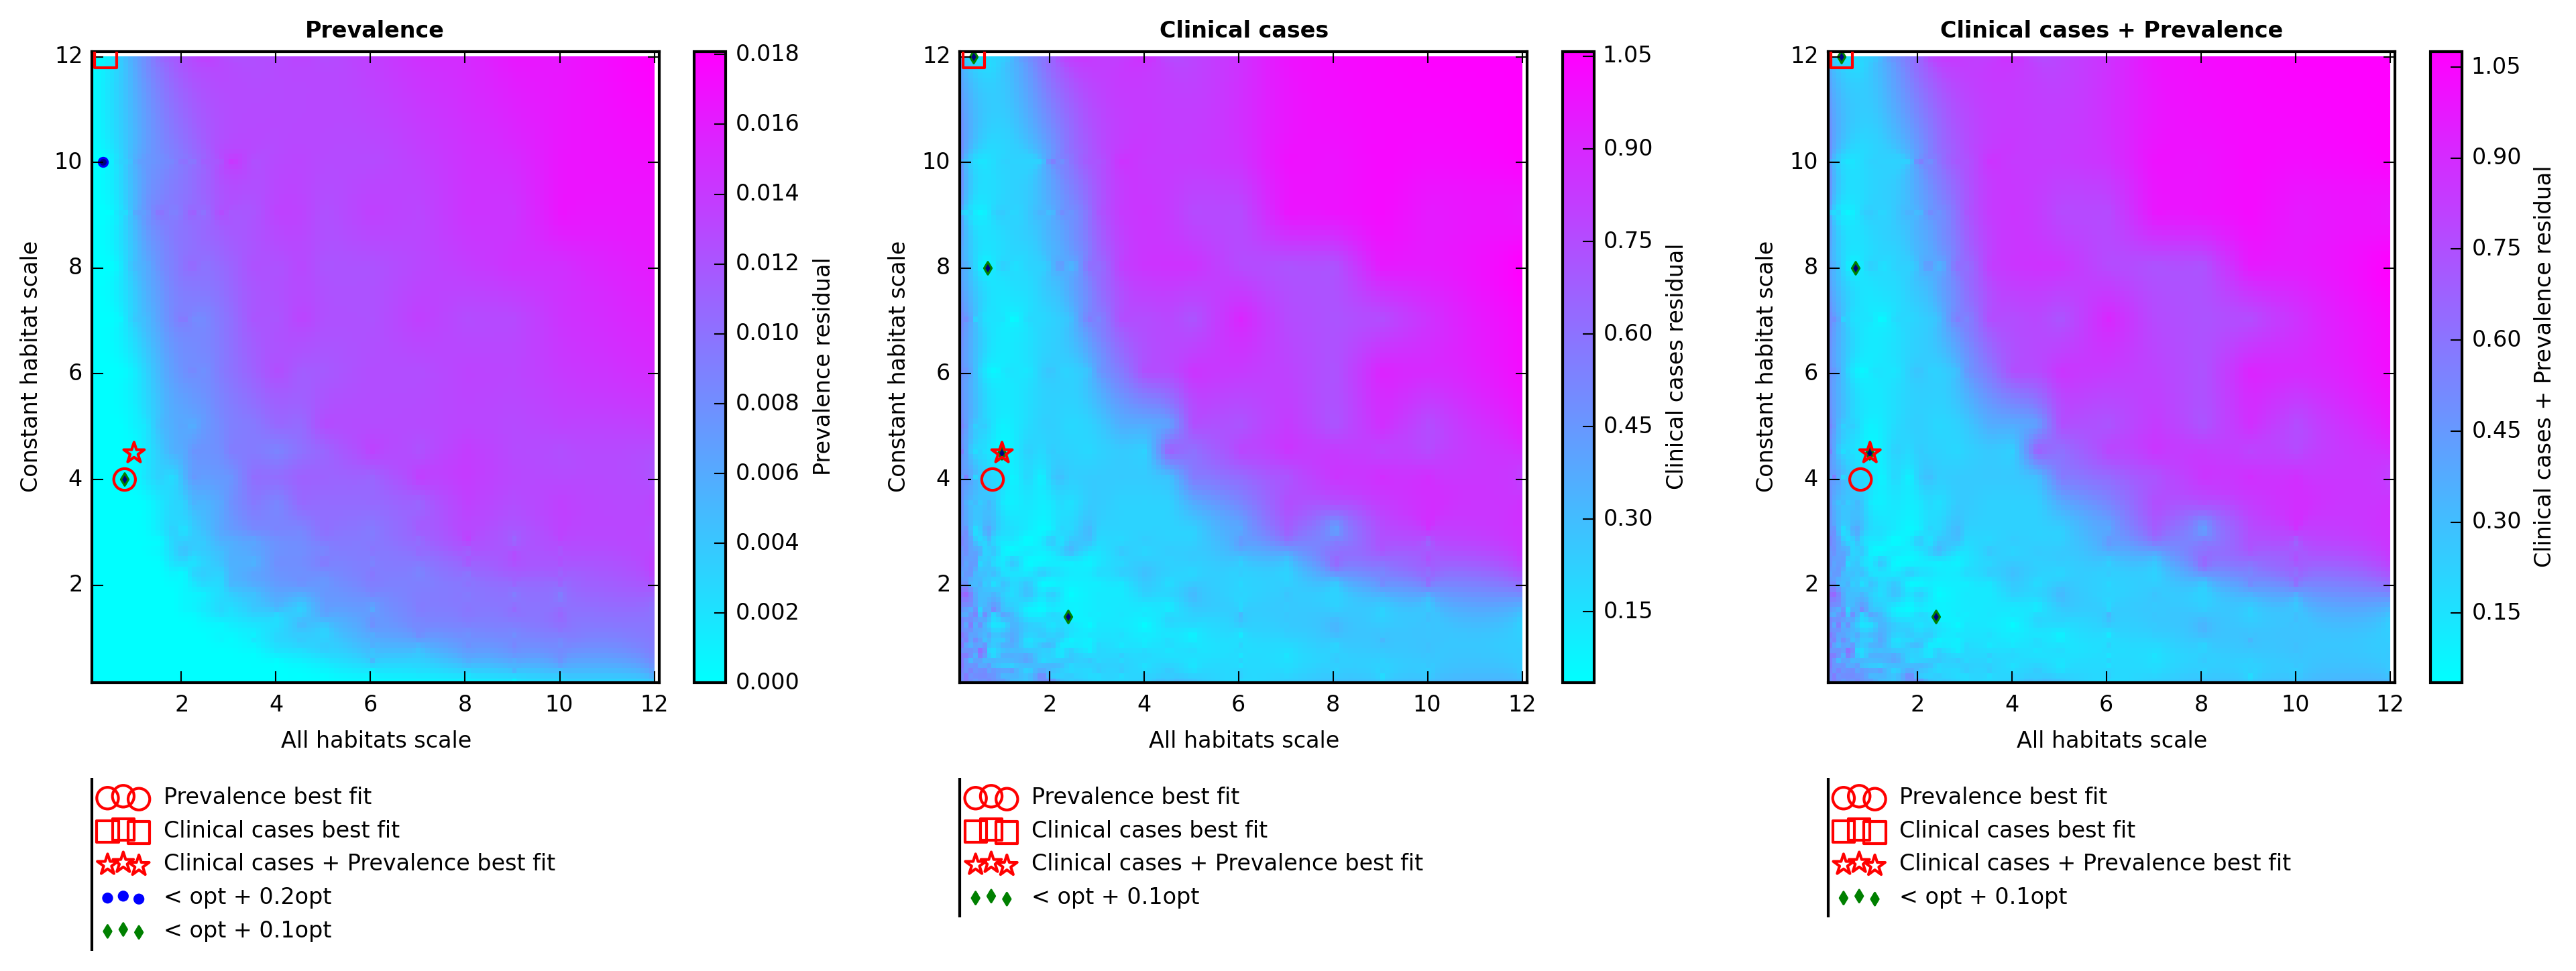 Prevalence
12
10
8
6
4
2
Constant habitat scale
2 4 6 8 10 12
All habitats scale
0.018
0.016
0.014
0.012
0.010
0.008
0.006
0.004
0.002
0.000
Prevalence residual
Prevalence best fit
Clinical cases best fit
Clinical cases + Prevalence best fit
< opt + 0.2opt
< opt + 0.1opt
Clinical cases
12
10
8
6
4
2
Constant habitat scale
2 4 6 8 10 12
All habitats scale
1.05
0.90
0.75
0.60
0.45
0.30
0.15
Clinical cases residual
Prevalence best fit
Clinical cases best fit
Clinical cases + Prevalence best fit
< opt + 0.1opt
Clinical cases + Prevalence
12
10
8
6
4
2
Constant habitat scale
2 4 6 8 10 12
All habitats scale
1.05
0.90
0.75
0.60
0.45
0.30
0.15
Clinical cases + Prevalence residual
Prevalence best fit
Clinical cases best fit
Clinical cases + Prevalence best fit
< opt + 0.1opt